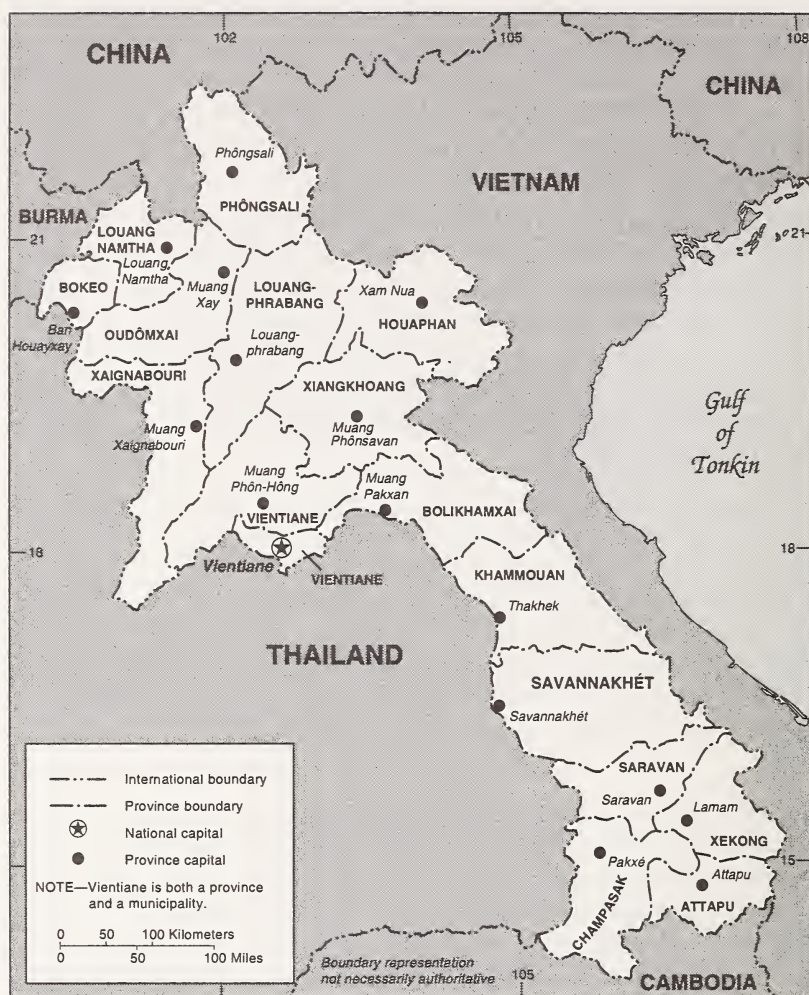 102
105
108
CHINA
CHINA
Phôngsali
VIETNAM
PHÔNGSALI
BURMA
LOUANG
NAMTHA
21
21
Louang
Namtha
Muang
Xay
LOUANG-
PHRABANG
Xam Nua
BOKEO
HOUAPHAN
Ban
Houayxay
OUDÔMXAI
Louang-
phrabang
XAIGNABOURI
XIANGKHOANG
Gulf
of
Tonkin
Muang
Xaignabouri
Muang
Phônsavan
Muang
Phôn-Hông
Muang
Pakxan
VIENTIANE
BOLIKHAMXAI
18
18
Vientiane
VIENTIANE
KHAMMOUAN
Thakhek
THAILAND
SAVANNAKHÉT
Savannakhét
SARAVAN
Saravan
Lamam
XEKONG
15
15
Pakxé
Attapu
ATTAPU
CHAMPASAK
International boundary
Province boundary
National capital
Province capital
NOTE—Vientiane is both a province
and a municipality.
0 50 100 Kilometers
0 50 100 Miles
Boundary representation
not necessarily authoritative
105
CAMBODIA